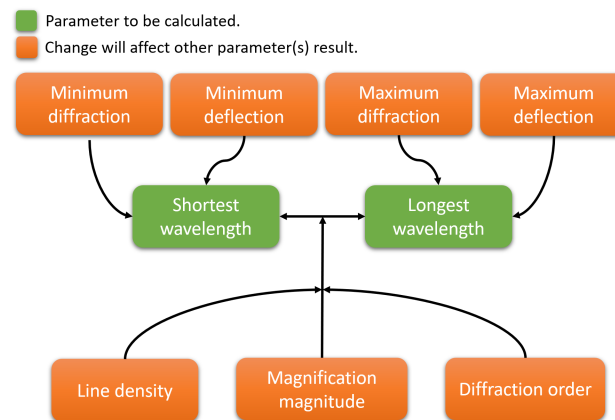 Parameter to be calculated.
Change will affect other parameter(s) result.
Minimum
diffraction
Minimum
deflection
Maximum
diffraction
Maximum
deflection
Shortest
wavelength
Longest
wavelength
Line density
Magnification
magnitude
Diffraction order